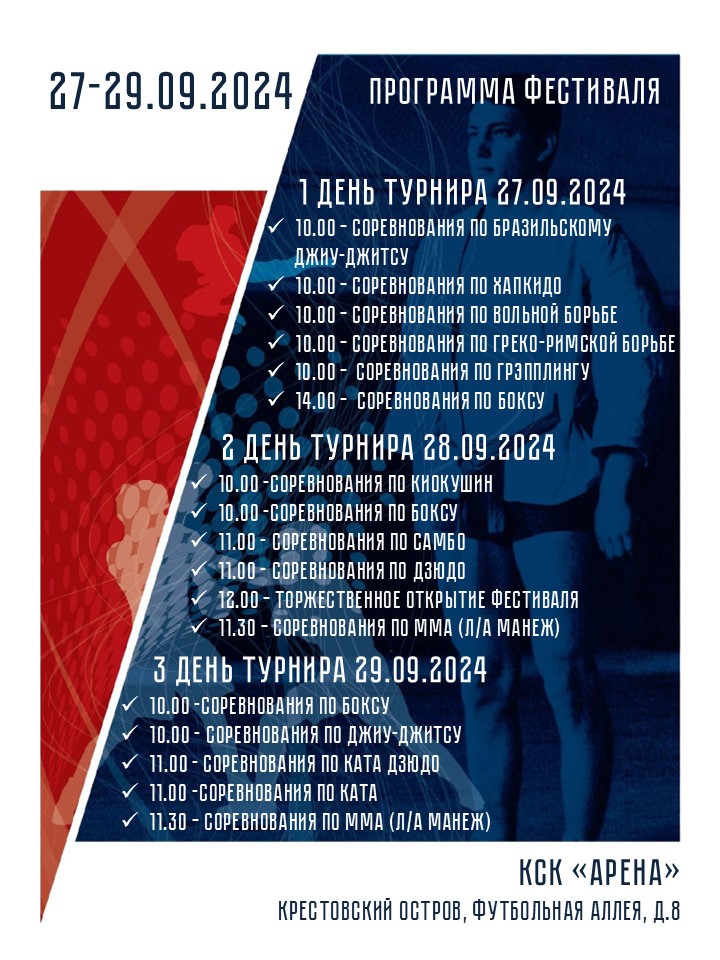 27-29.09.2024
ПРОГРАММА ФЕСТИВАЛЯ
1 ДЕНЬ ТУРНИРА 27.09.2024
✓ 10.00 - СОРЕВНОВАНИЯ ПО БРАЗИЛЬСКОМУ
ДЖИУ-ДЖИТСУ
✓ 10.00 - СОРЕВНОВАНИЯ ПО ХАПКИДО
✓ 10.00 - СОРЕВНОВАНИЯ ПО ВОЛЬНОЙ БОРЬБЕ
✓ 10.00 - СОРЕВНОВАНИЯ ПО ГРЕКО-РИМСКОЙ БОРЬБЕ
✓ 10.00 - СОРЕВНОВАНИЯ ПО ГРЭППЛИНГУ
✓ 14.00 - СОРЕВНОВАНИЯ ПО БОКСУ
2 ДЕНЬ ТУРНИРА 28.09.2024
✓ 10.00 -СОРЕВНОВАНИЯ ПО КИОКУШИН
✓ 10.00 -СОРЕВНОВАНИЯ ПО БОКСУ
✓ 11.00 - СОРЕВНОВАНИЯ ПО САМБО
✓ 11.00 - СОРЕВНОВАНИЯ ПО ДЗЮДО
✓ 12.00 - ТОРЖЕСТВЕННОЕ ОТКРЫТИЕ ФЕСТИВАЛЯ
✓ 11.30 - СОРЕВНОВАНИЯ ПО ММА (Л/А МАНЕЖ)
3 ДЕНЬ ТУРНИРА 29.09.2024
✓ 10.00 -СОРЕВНОВАНИЯ ПО БОКСУ
✓ 10.00 - СОРЕВНОВАНИЯ ПО ДЖИУ-ДЖИТСУ
✓ 11.00 - СОРЕВНОВАНИЯ ПО КАТА ДЗЮДО
✓ 11.00 -СОРЕВНОВАНИЯ ПО КАТА
✓ 11.30 - СОРЕВНОВАНИЯ ПО ММА (Л/А МАНЕЖ)
КСК «АРЕНА»
КРЕСТОВСКИЙ ОСТРОВ, ФУТБОЛЬНАЯ АЛЛЕЯ, Д.8